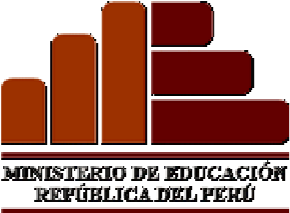 MINISTERIO DE EDUCACIÓN
REPÚBLICA DEL PERÚ